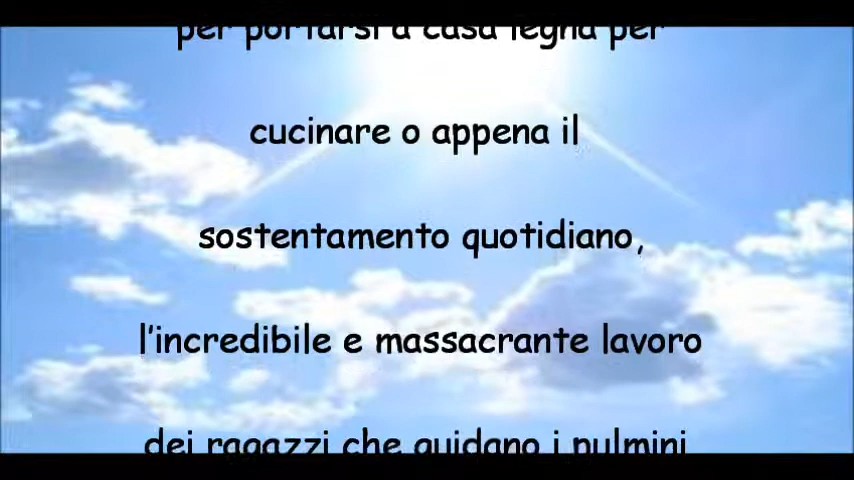 per portarsi a casa legna per
cucinare o appena il
sostentamento quotidiano,
l'incredibile e massacrante lavoro
dei ragazzi che guidano i pulmini